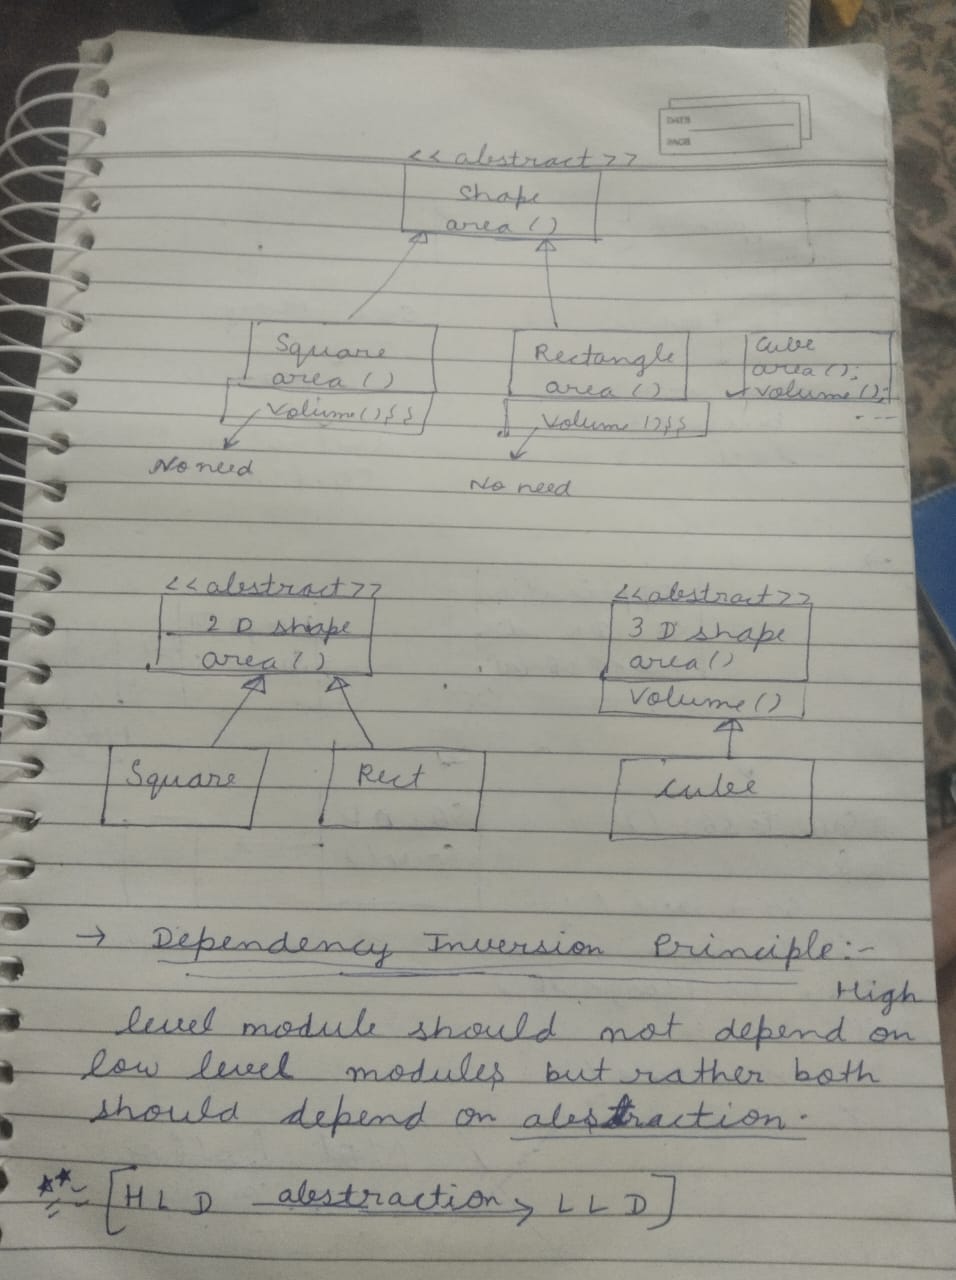 DATE
PAGE
<<abstract>>
Shape
area()
Square
area()
Volume(){}
No need
Rectangle
area()
Volume(){}
No need
Cube
area();
volume();
<<abstract>>
2 D shape
area()
Square
Rect
<<abstract>>
3 D shape
area()
Volume()
Cube
→ Dependency Inversion Principle:-
High
level module should not depend on
low level modules but rather both
should depend on abstraction.
[HLD abstraction→ LLD]